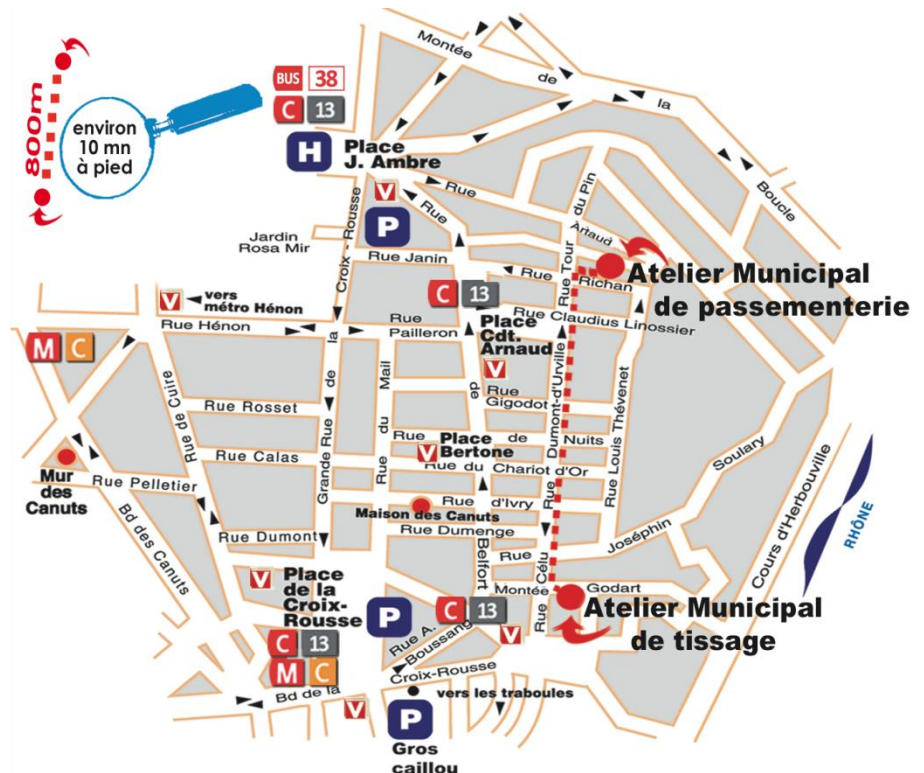 800m
environ
10 mn
à pied
BUS 38
C 13
H
Place
J. Ambre
Montée
de
la
Boucle
V
P
Rue
Rue
Artaud
Jardin
Rosa Mir
Rue Janin
Croix - Rousse
la
de
Grande Rue
Rue Tour
du Pin
Rue
Richan
Atelier Municipal
de passementerie
V
vers
métro Hénon
Rue Hénon
M C
C 13
Rue
Pailleron
Place
Cdt.
Arnaud
V
Rue Claudius Linossier
Rue
Gigodot
Rue de Cuire
Rue Rosset
Rue Calas
Rue du Mail
de
Belfort
Rue Dumont-d'Urville
Rue Louis Thévenet
Rue
de
Nuits
Place
Bertone
V
Rue du Chariot d'Or
Mur
des
Canuts
Rue Pelletier
Bd des Canuts
Rue
d'Ivry
Maison des Canuts
Rue Dumenge
Rue Dumont
Joséphin
Soulary
Cours d'Herbouville
RHÔNE
Rue
Célu
Rue
Montée
Godart
V
Place
de la
Croix-
Rousse
C 13
M C
P
Rue A.
Boussange
C 13
V
Atelier Municipal
de tissage
Bd de la
Croix-Rousse
V
vers les traboules
P
Gros
caillou